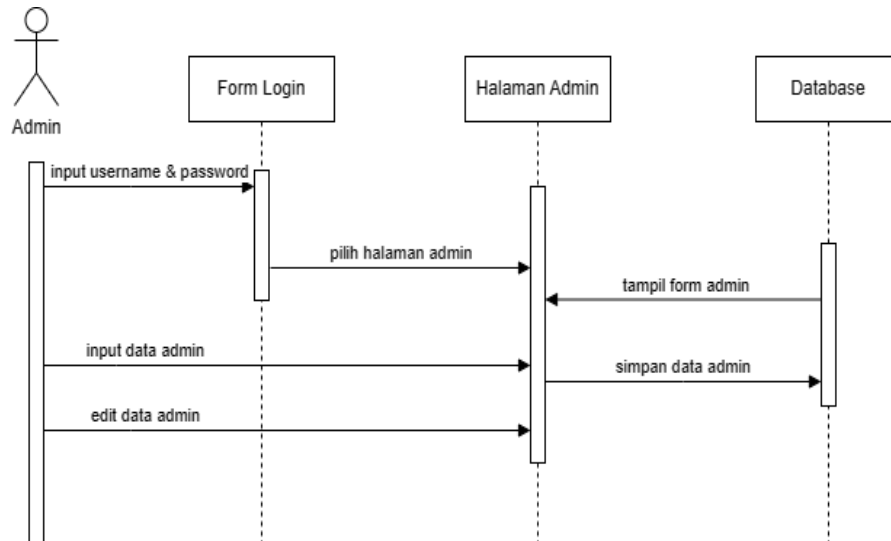 Form Login
Halaman Admin
Database
Admin
input username & password
pilih halaman admin
tampil form admin
input data admin
simpan data admin
edit data admin